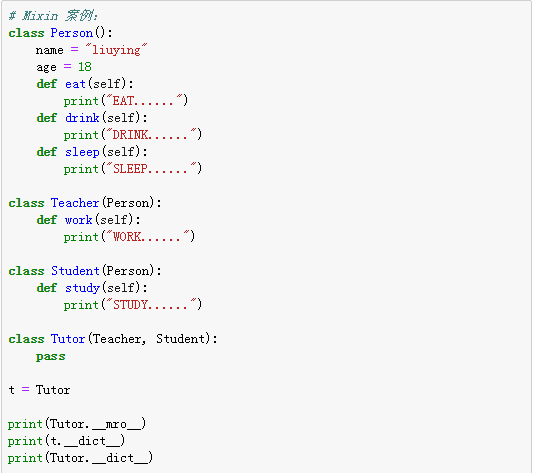 # Mixin 案例：
class Person():
    name = "liuying"
    age = 18
    def eat(self):
        print("EAT......")
    def drink(self):
        print("DRINK......")
    def sleep(self):
        print("SLEEP......")

class Teacher(Person):
    def work(self):
        print("WORK......")

class Student(Person):
    def study(self):
        print("STUDY......")

class Tutor(Teacher, Student):
    pass

t = Tutor

print(Tutor.__mro__)
print(t.__dict__)
print(Tutor.__dict__)